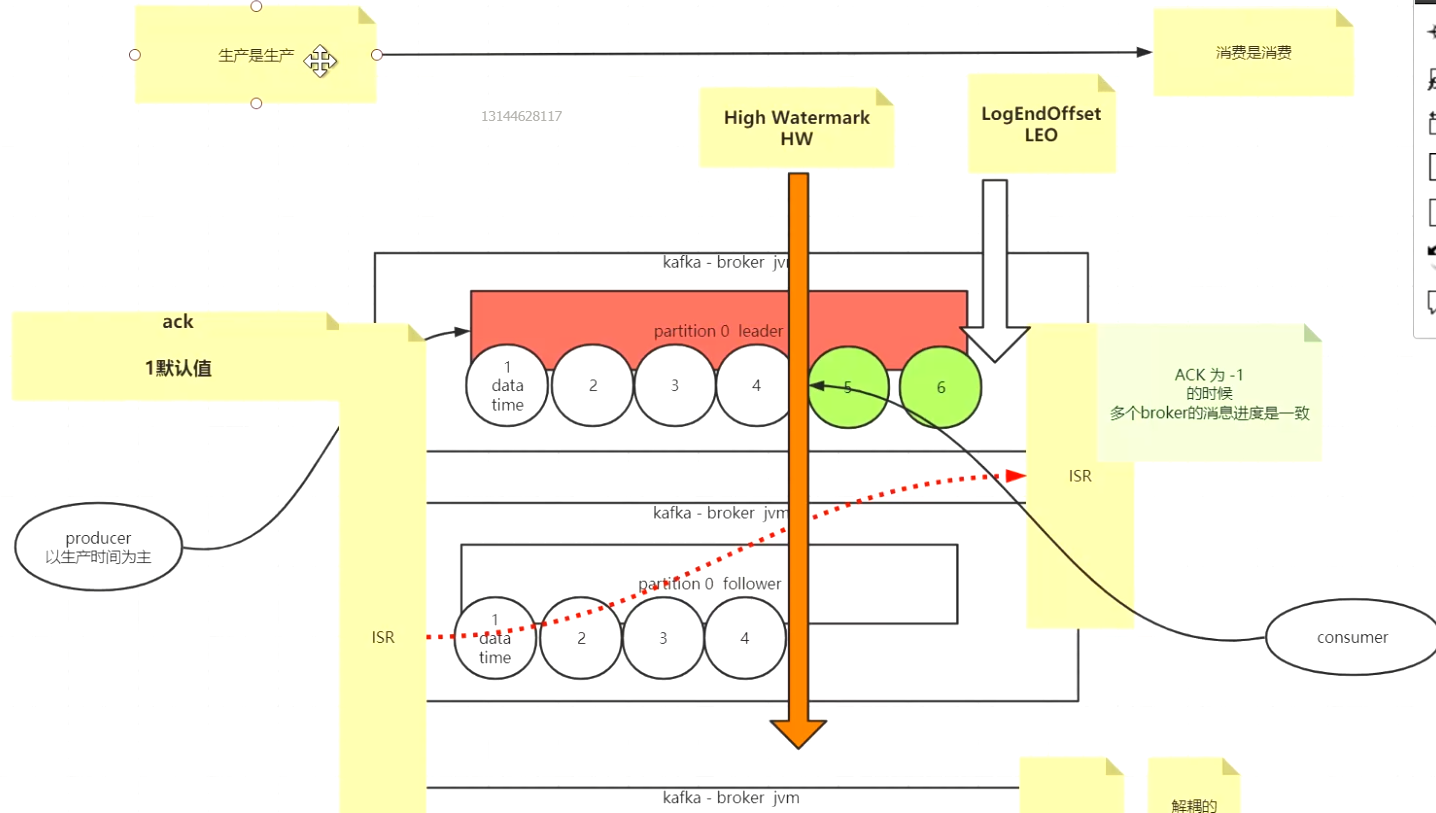 生产是生产
消费是消费
13144628117
High Watermark
HW
LogEndOffset
LEO
kafka - broker jv
ack
1默认值
partition 0 leader
1
data
time
2
3
4
5
6
ACK 为 -1
的时候
多个broker的消息进度是一致
ISR
kafka - broker jvm
producer
以生产时间为主
partition 0 follower
ISR
1
data
time
2
3
4
consumer
kafka - broker jvm
解耦的